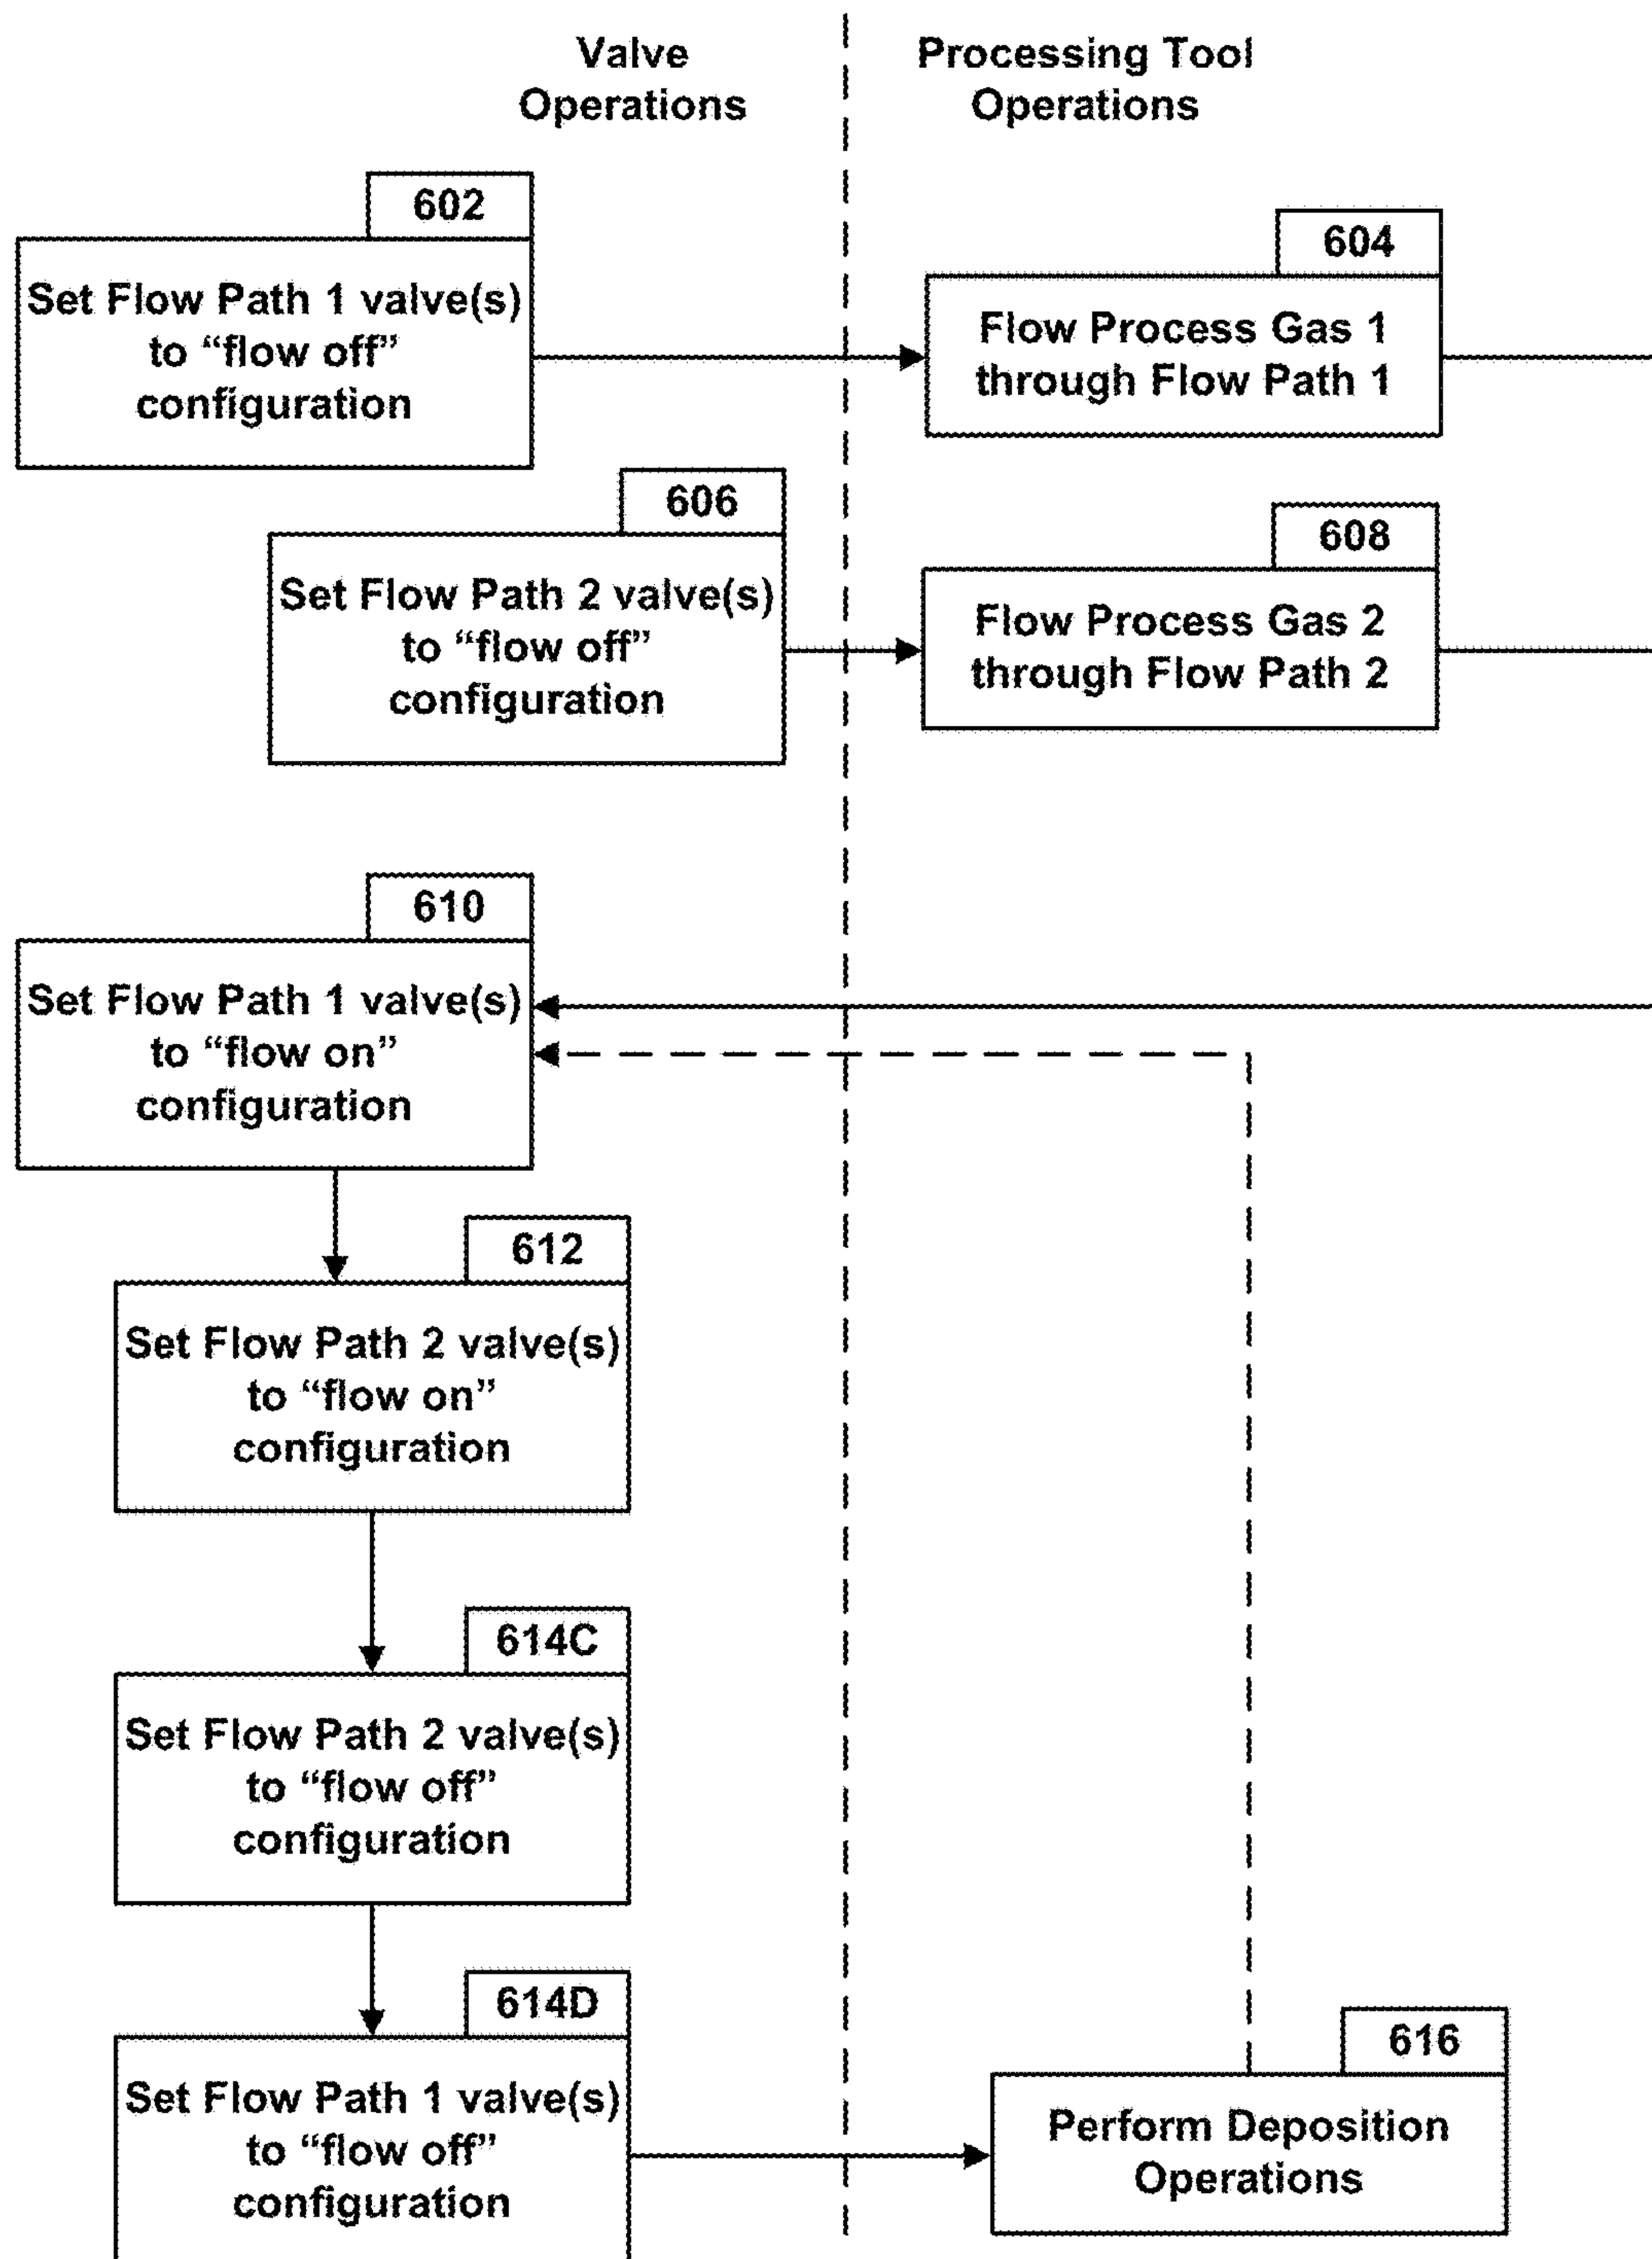 Valve
Operations
Processing Tool
Operations
602
Set Flow Path 1 valve(s)
to “flow off”
configuration
604
Flow Process Gas 1
through Flow Path 1
606
Set Flow Path 2 valve(s)
to “flow off”
configuration
608
Flow Process Gas 2
through Flow Path 2
610
Set Flow Path 1 valve(s)
to “flow on”
configuration
612
Set Flow Path 2 valve(s)
to “flow on”
configuration
614C
Set Flow Path 2 valve(s)
to “flow off”
configuration
614D
Set Flow Path 1 valve(s)
to “flow off”
configuration
616
Perform Deposition
Operations